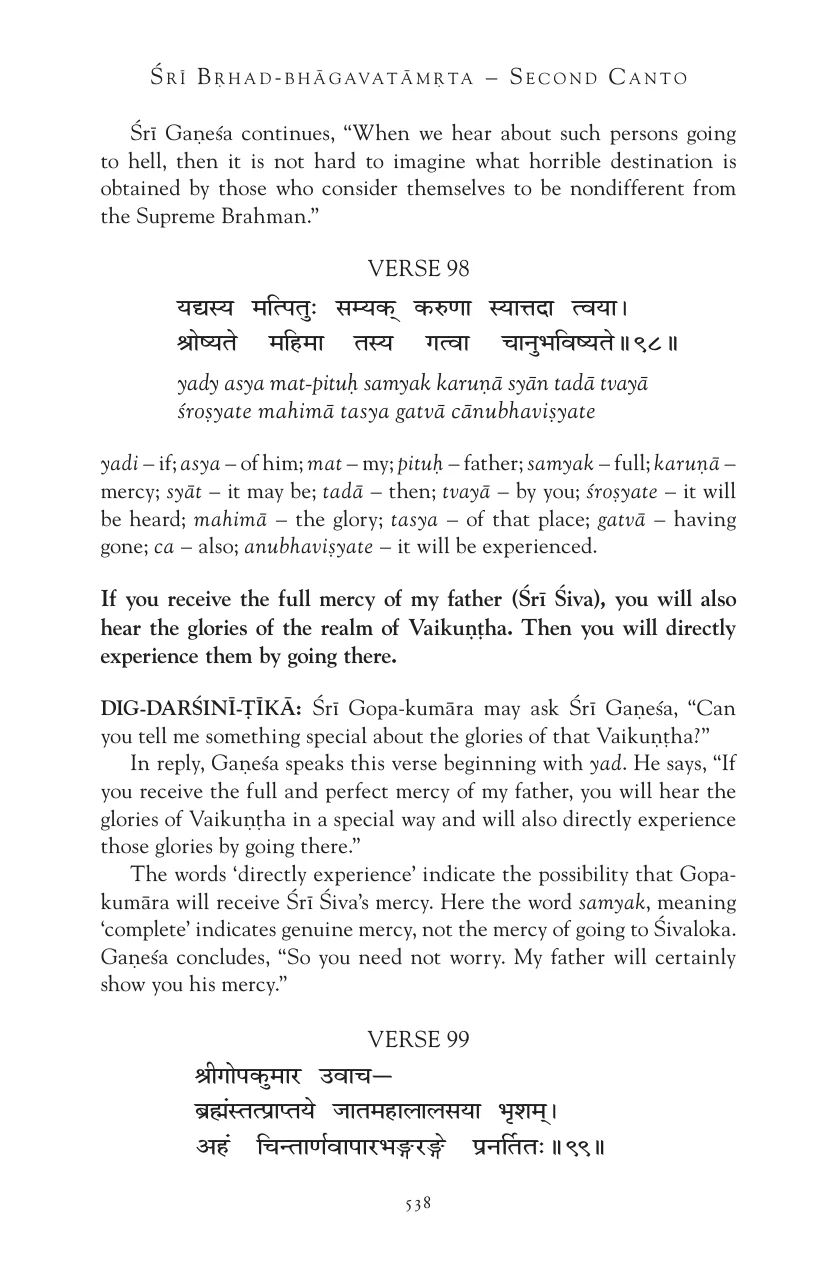 Śrī Bṛhad-bhāgavatāmṛta – Second Canto
Śrī Gaṇeśa continues, “When we hear about such persons going
to hell, then it is not hard to imagine what horrible destination is
obtained by those who consider themselves to be nondifferent from
the Supreme Brahman.”
VERSE 98
यद्यस्य मत्पितुः सम्यक् करुणा स्यात्तदा त्वया।
श्रोष्यते महिमा तस्य गत्वा चानुभविष्यते॥९८॥
yady asya mat-pituḥ samyak karuṇā syān tadā tvayā
śroṣyate mahimā tasya gatvā cānubhaviṣyate
yadi – if; asya – of him; mat – my; pituḥ – father; samyak – full; karuṇā –
mercy; syāt – it may be; tadā – then; tvayā – by you; śroṣyate – it will
be heard; mahimā – the glory; tasya – of that place; gatvā – having
gone; ca – also; anubhaviṣyate – it will be experienced.
If you receive the full mercy of my father (Śrī Śiva), you will also
hear the glories of the realm of Vaikuṇṭha. Then you will directly
experience them by going there.
DIG-DARŚINĪ-ṬĪKĀ: Śrī Gopa-kumāra may ask Śrī Gaṇeśa, “Can
you tell me something special about the glories of that Vaikuṇṭha?”
In reply, Gaṇeśa speaks this verse beginning with yad. He says, “If
you receive the full and perfect mercy of my father, you will hear the
glories of Vaikuṇṭha in a special way and will also directly experience
those glories by going there.”
The words ‘directly experience’ indicate the possibility that Gopa-
kumāra will receive Śrī Śiva’s mercy. Here the word samyak, meaning
‘complete’ indicates genuine mercy, not the mercy of going to Śivaloka.
Gaṇeśa concludes, “So you need not worry. My father will certainly
show you his mercy.”
VERSE 99
श्रीगोपकुमार उवाच—
ब्रह्मंस्तत्प्राप्तये जातमहालालसया भृशम्।
अहं चिन्तार्णवापारभङ्गरङ्गे प्रनर्तितः॥९९॥
538